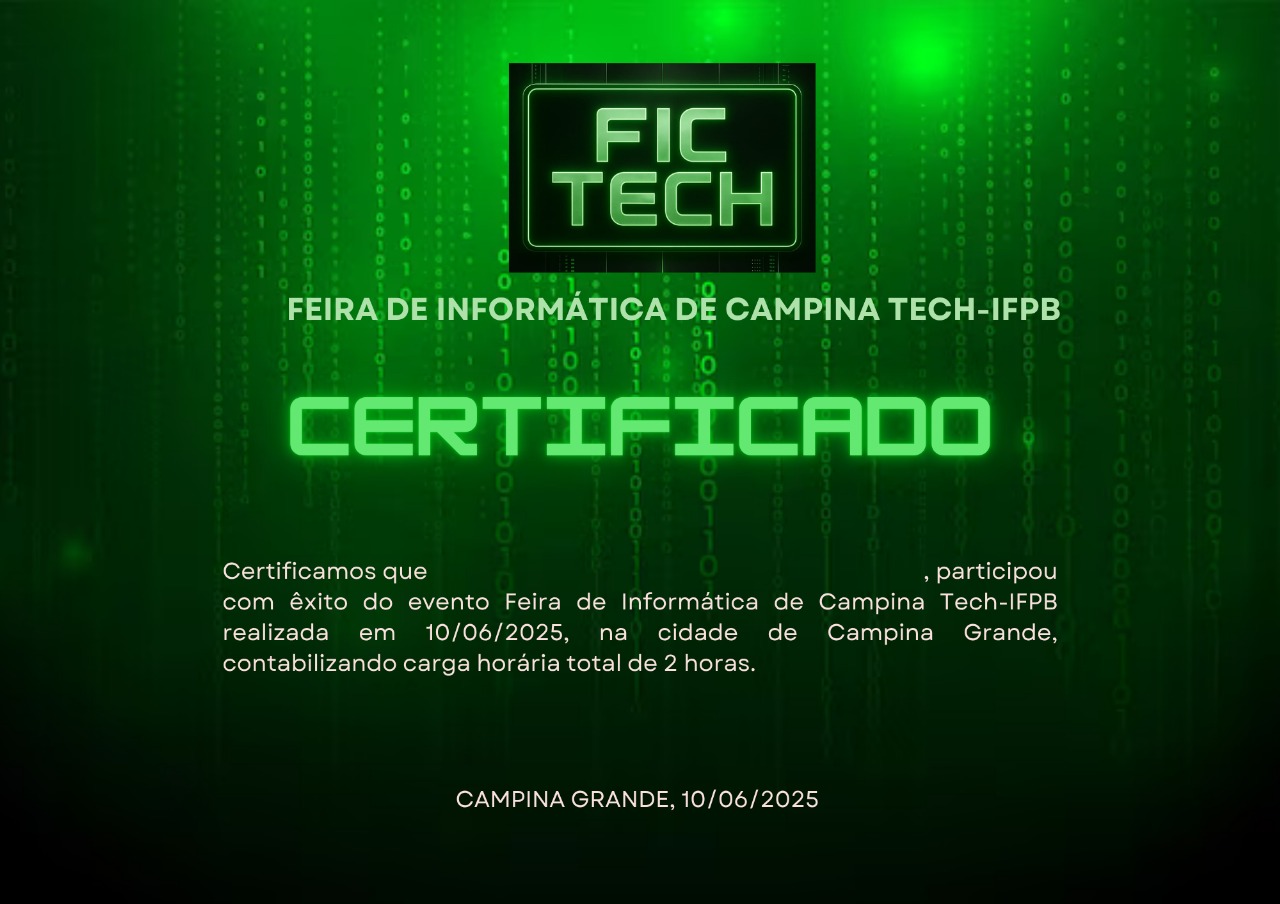 FIC
TECH
FEIRA DE INFORMÁTICA DE CAMPINA TECH-IFPB
CERTIFICADO
Certificamos que , participou
com êxito do evento Feira de Informática de Campina Tech-IFPB
realizada em 10/06/2025, na cidade de Campina Grande,
contabilizando carga horária total de 2 horas.
CAMPINA GRANDE, 10/06/2025